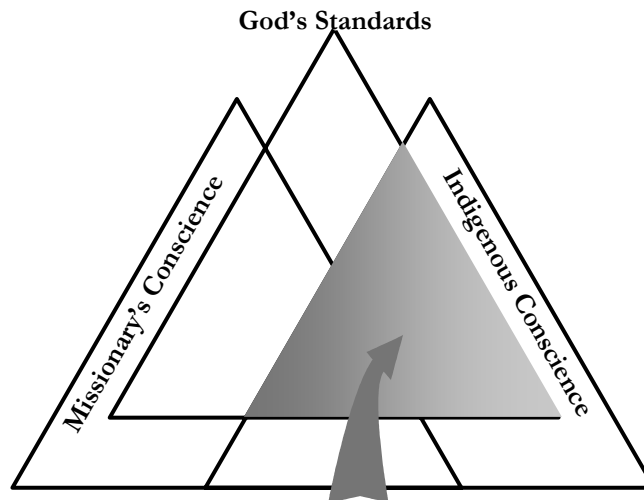 God's Standards
Missionary's Conscience
Indigenous Conscience